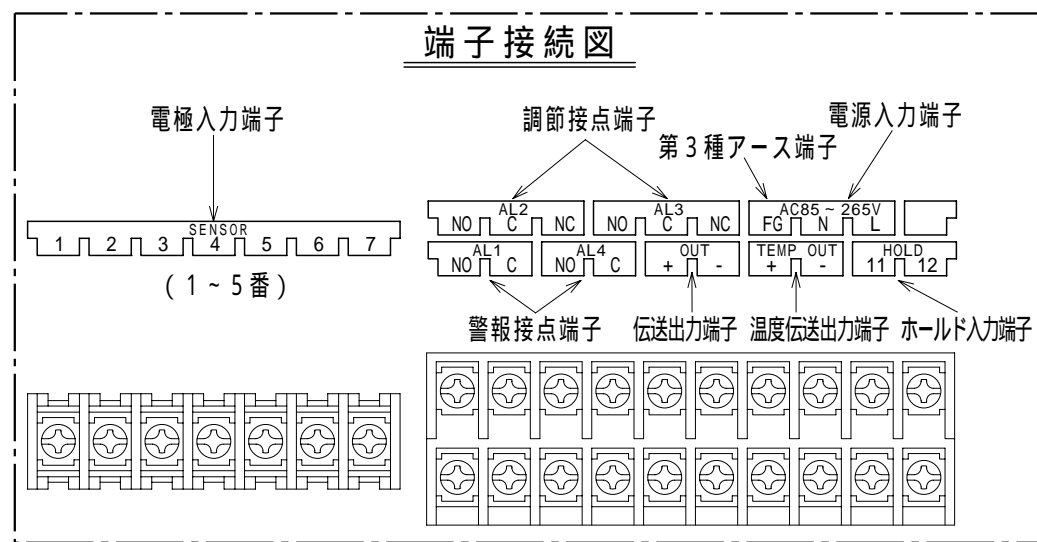 端子接続図
電極入力端子
調節接点端子
第3種アース端子
電源入力端子
SENSOR
1 2 3 4 5 6 7
(1~5番)
AL2
NO C NC
AL3
NO C NC
AC85~265V
FG N L
AL1
NO C
AL4
NO C
OUT
+ -
TEMP OUT
+ -
HOLD
11 12
警報接点端子
伝送出力端子
温度伝送出力端子
ホールド入力端子